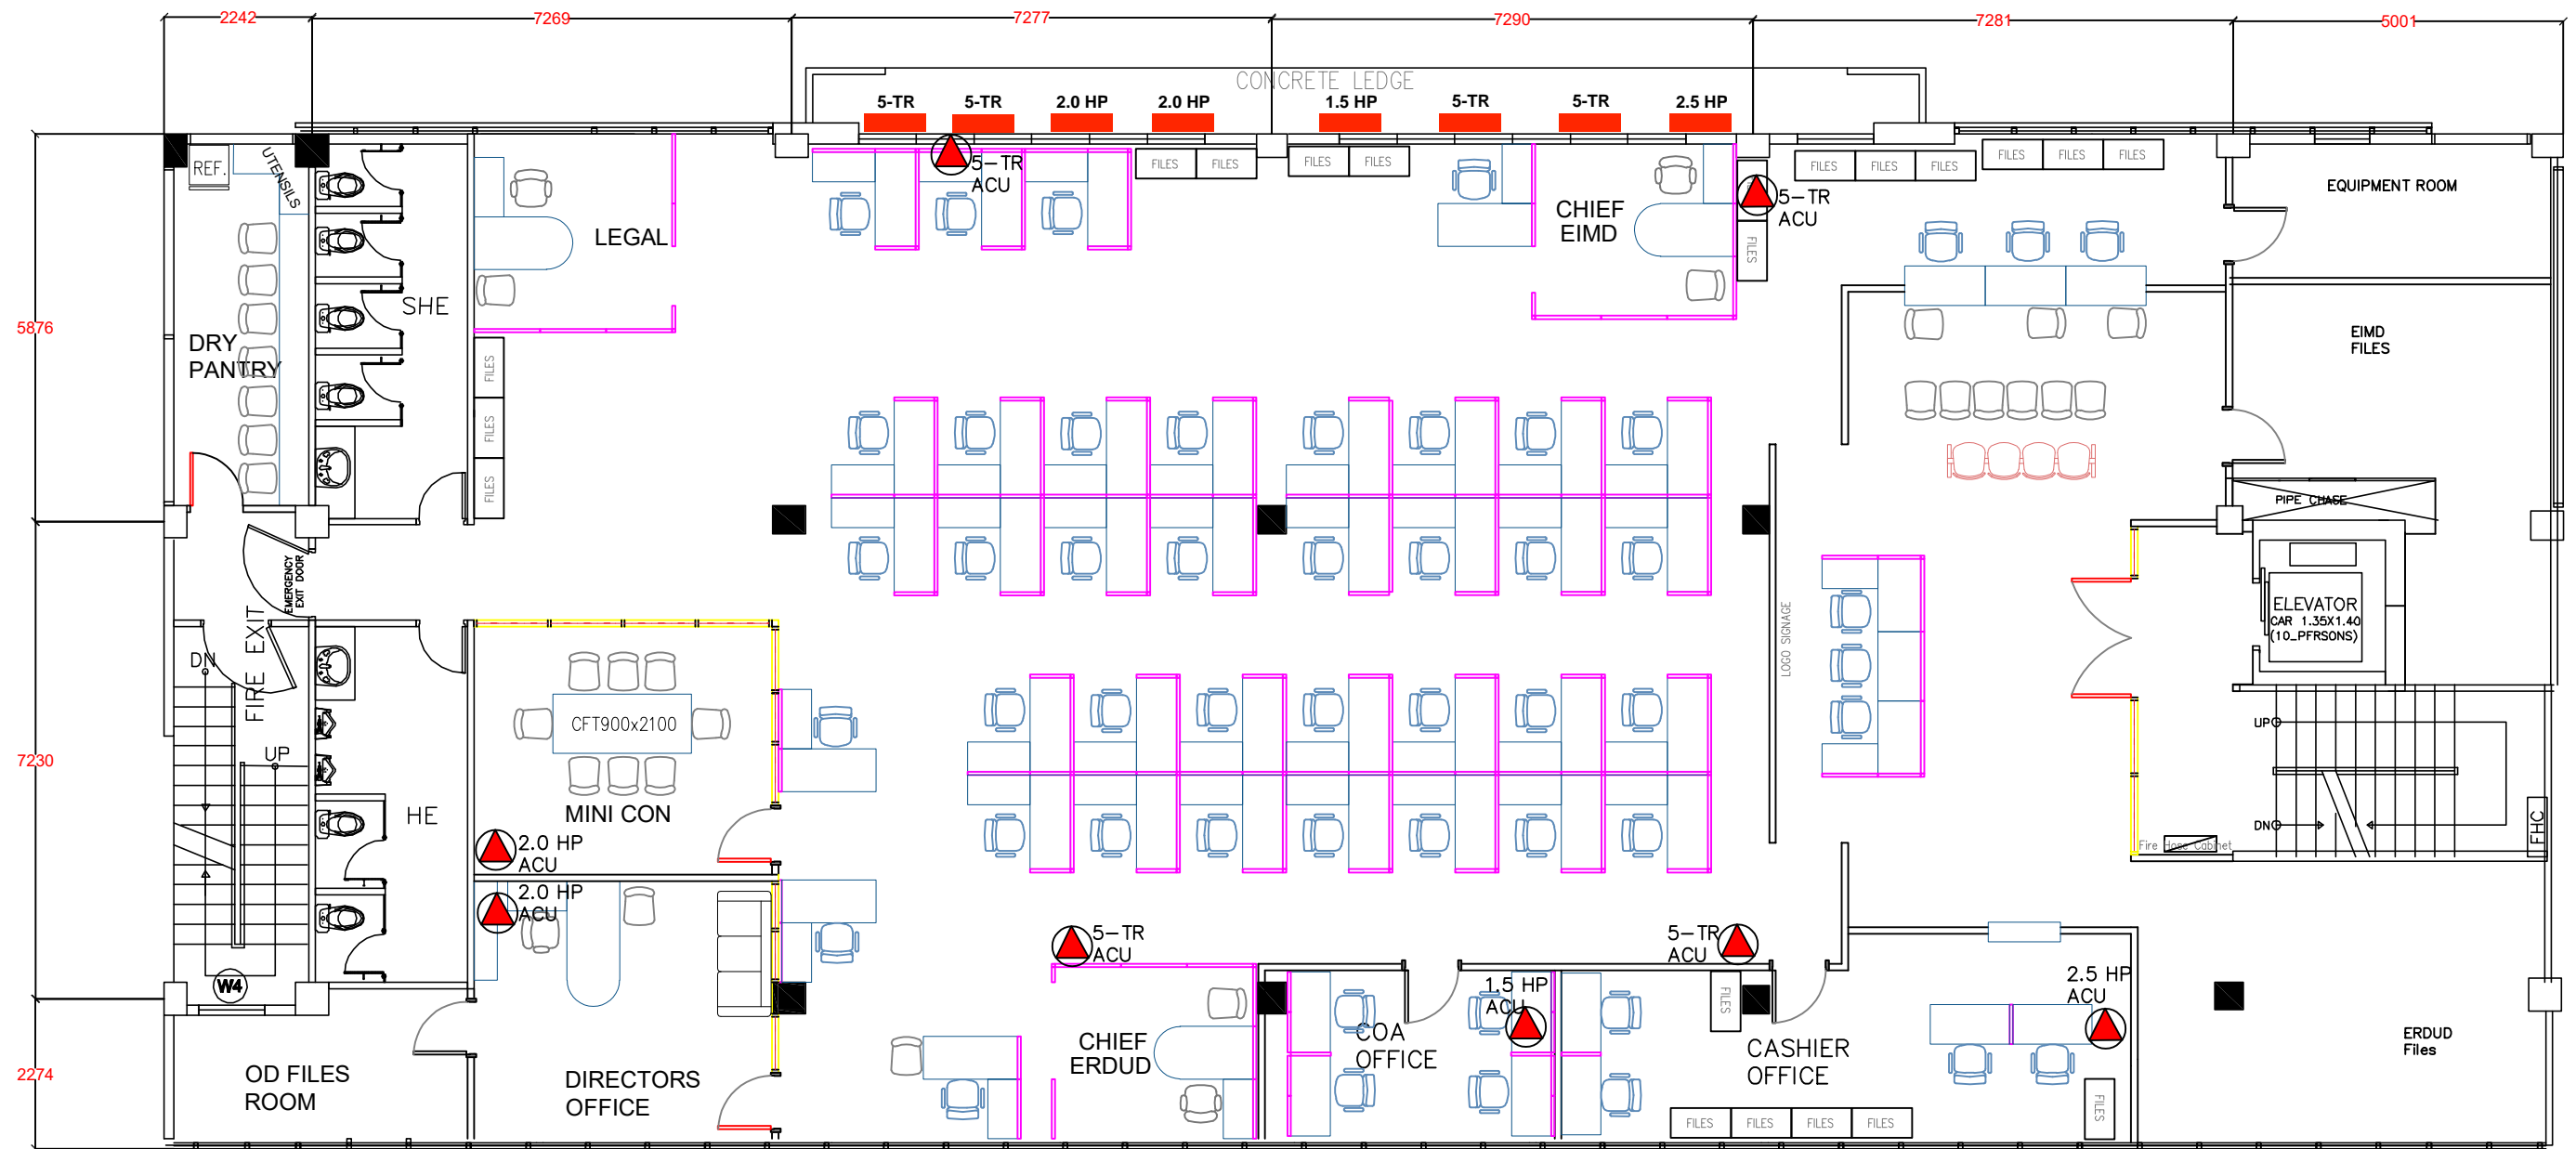 2242
7269
7277
7290
7281
5001
CONCRETE LEDGE
5-TR
5-TR
2.0 HP
2.0 HP
1.5 HP
5-TR
5-TR
2.5 HP
REF.
UTENSILS
FILES
FILES
FILES
FILES
FILES
FILES
FILES
FILES
FILES
FILES
5-TR
ACU
5-TR
ACU
FILES
EQUIPMENT ROOM
LEGAL
CHIEF
EIMD
SHE
5876
DRY
PANTRY
EIMD
FILES
FILES
FILES
FILES
PIPE CHASE
EMERGENCY
EXIT DOOR
FIRE EXIT
DN
UP
LOGO SIGNAGE
ELEVATOR
CAR 1.35X1.40
(10_PFRSONS)
CFT900x2100
MINI CON
7230
HE
UP
DN
FHC
Fire Hose Cabinet
2.0 HP
ACU
2.0 HP
ACU
5-TR
ACU
5-TR
ACU
W4
1.5 HP
ACU
FILES
2.5 HP
ACU
COA
OFFICE
CHIEF
ERDUD
CASHIER
OFFICE
ERDUD
Files
2274
OD FILES
ROOM
DIRECTORS
OFFICE
FILES
FILES
FILES
FILES
FILES